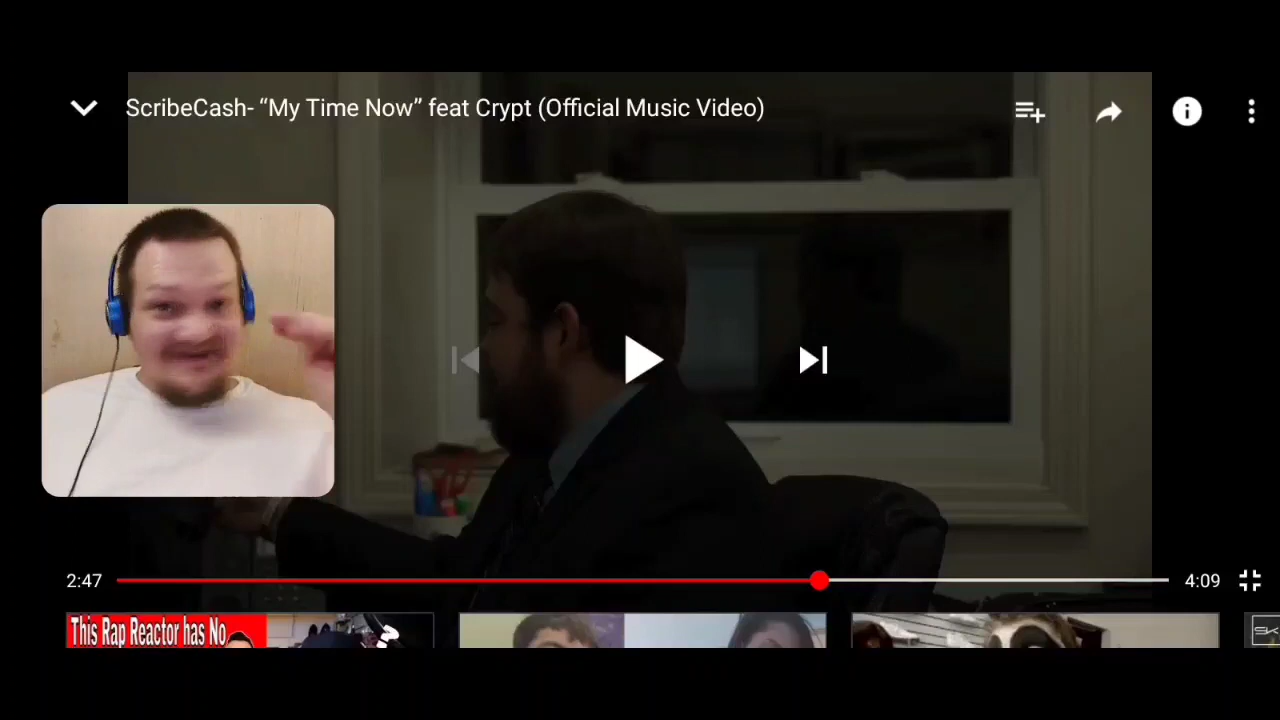 ScribeCash- “My Time Now” feat Crypt (Official Music Video)
2:47
4:09
This Rap Reactor has No